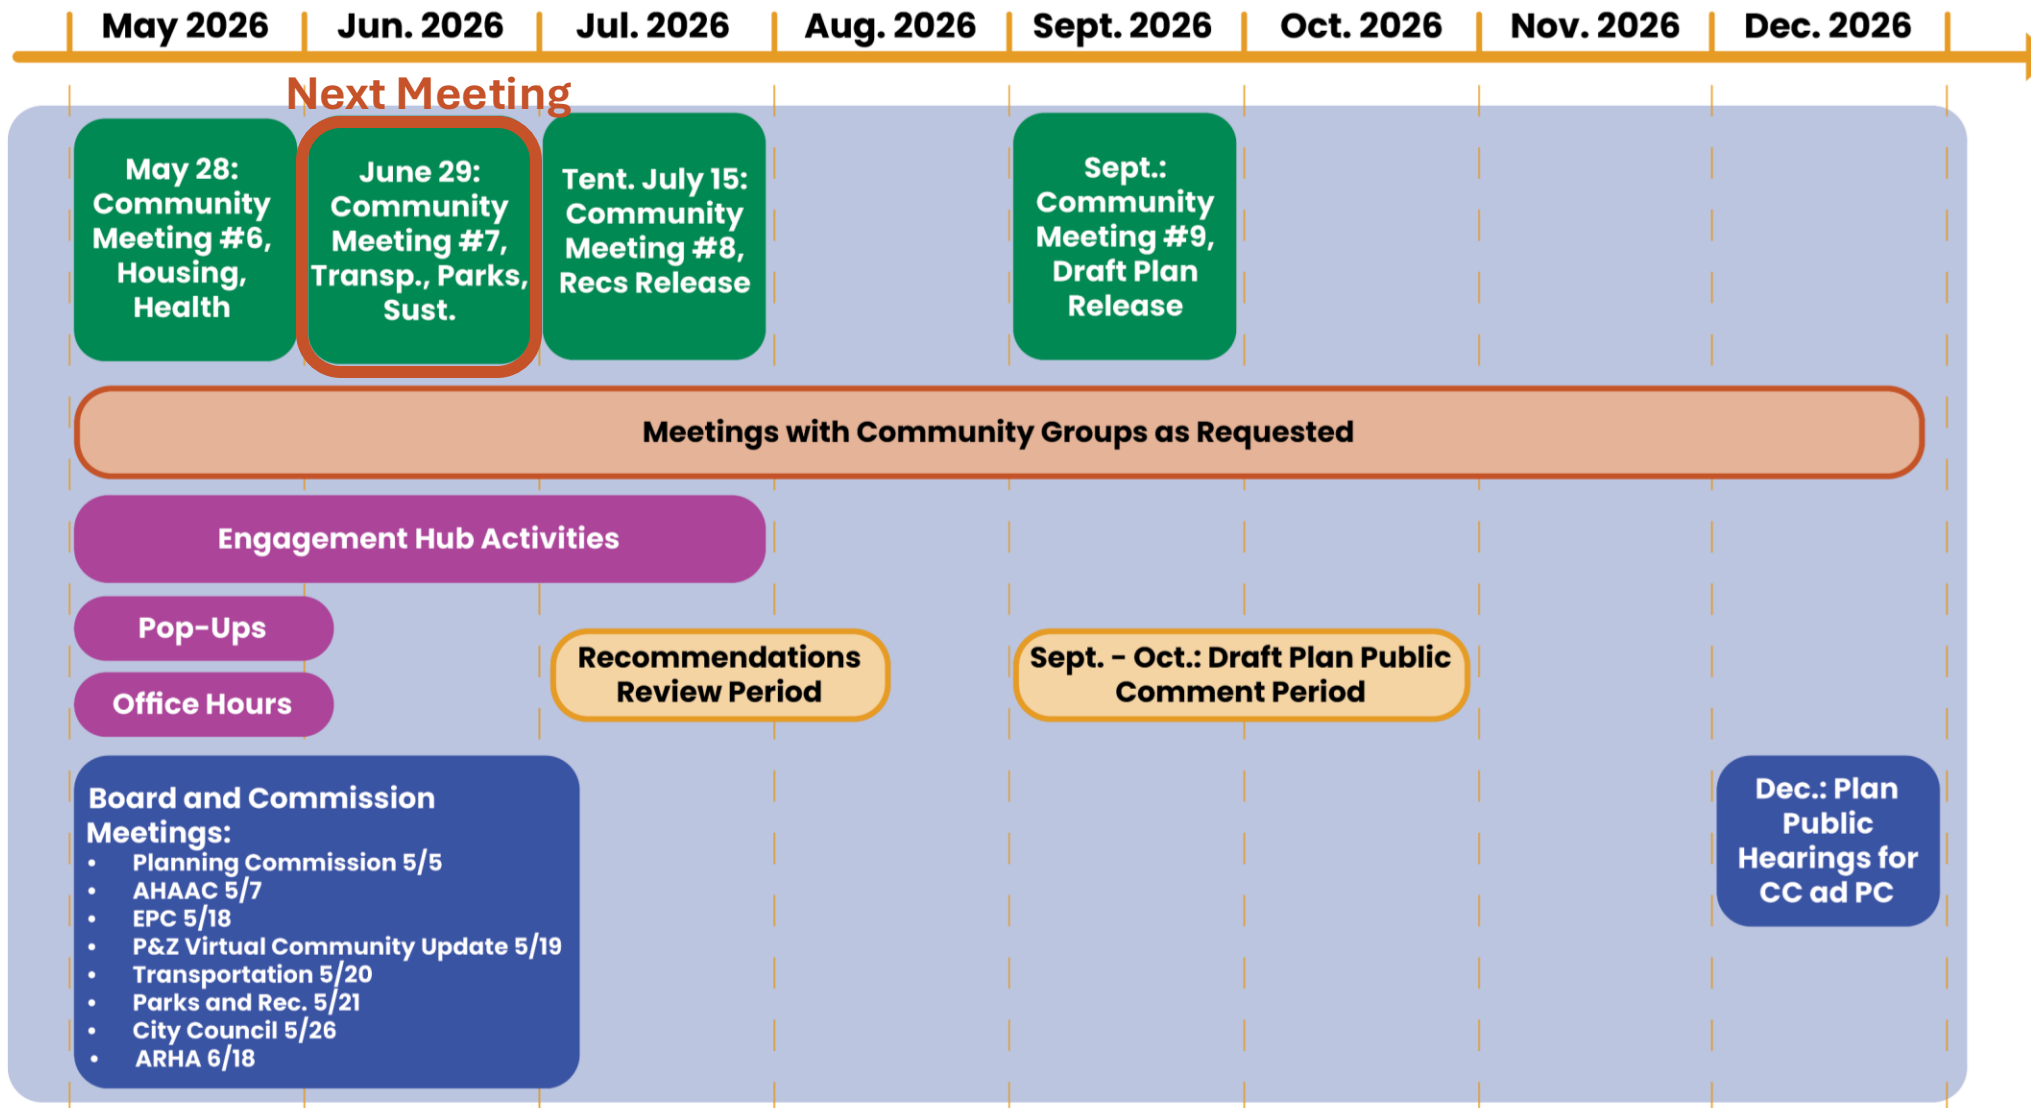 May 2026
Jun. 2026
Jul. 2026
Aug. 2026
Sept. 2026
Oct. 2026
Nov. 2026
Dec. 2026
Next Meeting
May 28:
Community
Meeting #6,
Housing,
Health
June 29:
Community
Meeting #7,
Transp., Parks,
Sust.
Tent. July 15:
Community
Meeting #8,
Recs Release
Sept.:
Community
Meeting #9,
Draft Plan
Release
Meetings with Community Groups as Requested
Engagement Hub Activities
Pop-Ups
Office Hours
Recommendations
Review Period
Sept. - Oct.: Draft Plan Public
Comment Period
Board and Commission
Meetings:
• Planning Commission 5/5
• AHAAC 5/7
• EPC 5/18
• P&Z Virtual Community Update 5/19
• Transportation 5/20
• Parks and Rec. 5/21
• City Council 5/26
• ARHA 6/18
Dec.: Plan
Public
Hearings for
CC ad PC